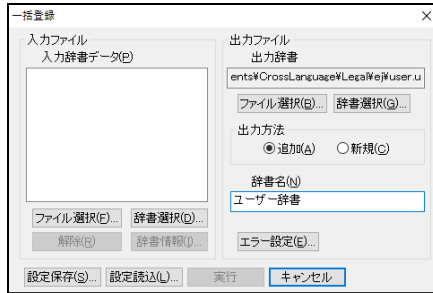 一括登録
入力ファイル
入力辞書データ(P)
ファイル選択(F)...
辞書選択(D)...
解除(R)
辞書情報(I)...
出力ファイル
出力辞書
ents¥CrossLanguage¥Legal¥ej¥user.u
ファイル選択(B)...
辞書選択(G)...
出力方法
追加(A)
新規(C)
辞書名(N)
ユーザー辞書
エラー設定(E)...
設定保存(S)...
設定読込(L)...
実行
キャンセル